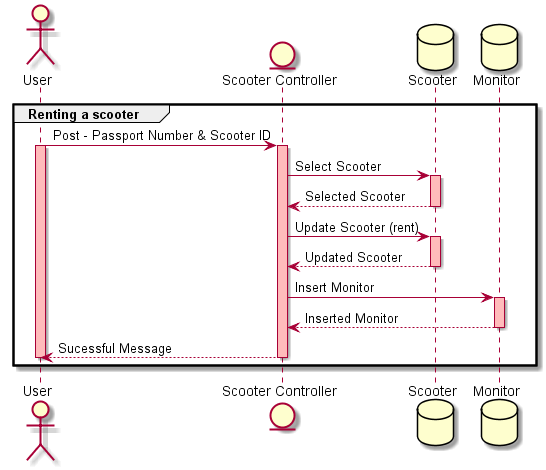 User
Scooter Controller
Scooter
Monitor
Renting a scooter
Post - Passport Number & Scooter ID
Select Scooter
Selected Scooter
Update Scooter (rent)
Updated Scooter
Insert Monitor
Inserted Monitor
Sucessful Message
User
Scooter Controller
Scooter
Monitor